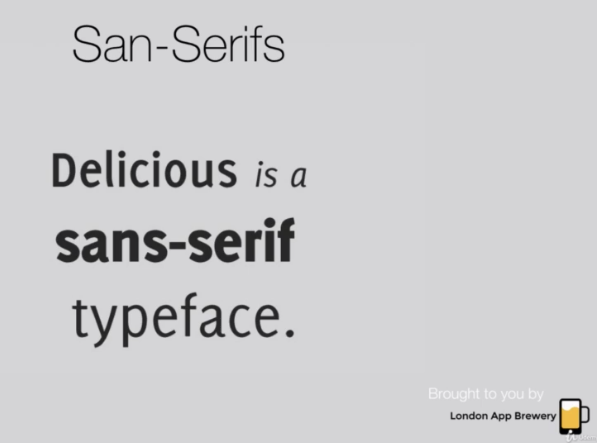 San-Serifs
Delicious is a
sans-serif
typeface.
Brought to you by
London App Brewery